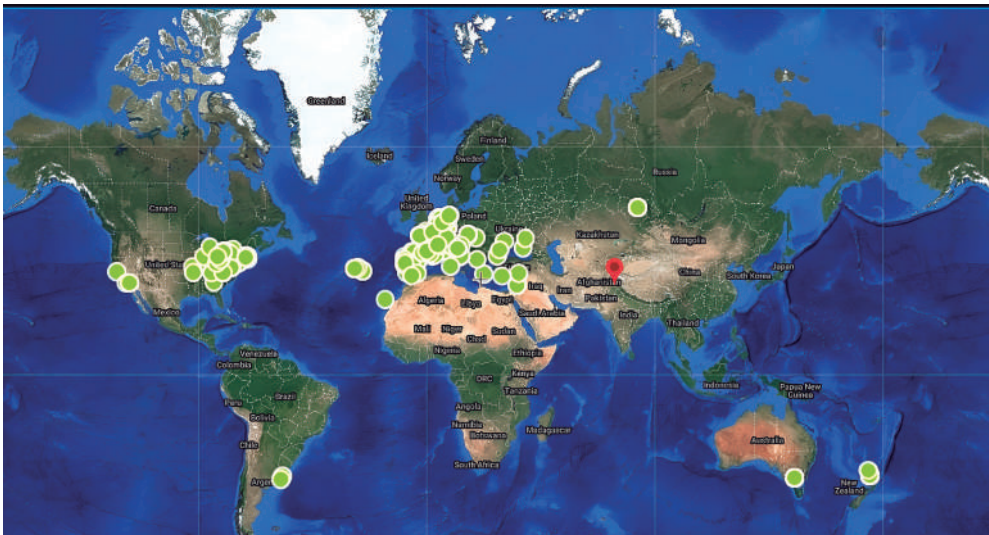 Greenland
Iceland
Finland
Sweden
Norway
Russia
Canada
United
Kingdom
Poland
Ukraine
Kazakhstan
Mongolia
Japan
South Korea
China
Afghanistan
Iran
Iraq
Pakistan
Mexico
Algeria
Libya
Egypt
Saudi Arabia
India
Thailand
Mali
Niger
Chad
Sudan
Nigeria
Ethiopia
Venezuela
Colombia
DRC
Kenya
Tanzania
Indonesia
Papua New
Guinea
Peru
Brazil
Bolivia
Angola
Namibia
Botswana
Madagascar
Chile
South Africa
Australia
New
Zealand